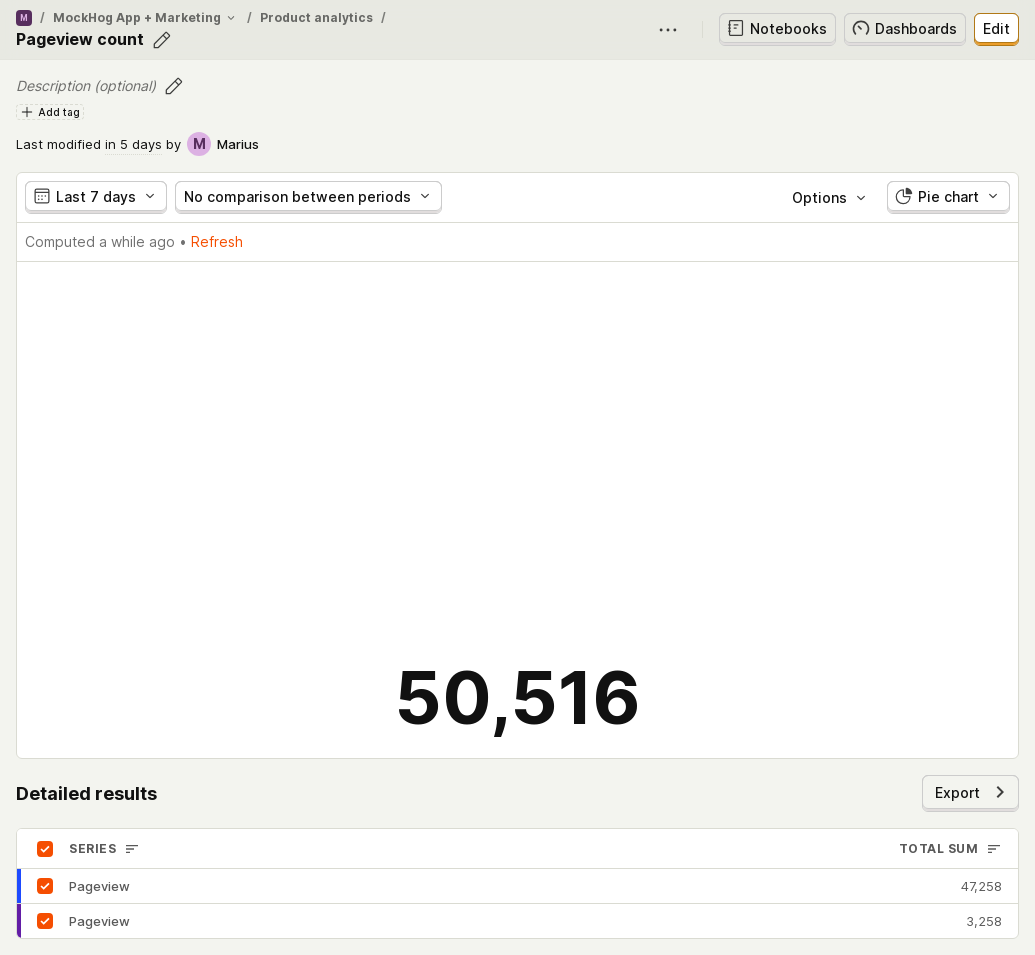 M / MockHog App + Marketing / Product analytics /
Pageview count
Notebooks Dashboards Edit
Description (optional)
Add tag
Last modified in 5 days by M Marius
Last 7 days No comparison between periods Options Pie chart
Computed a while ago • Refresh
50,516
Detailed results Export
SERIES TOTAL SUM
Pageview 47,258
Pageview 3,258